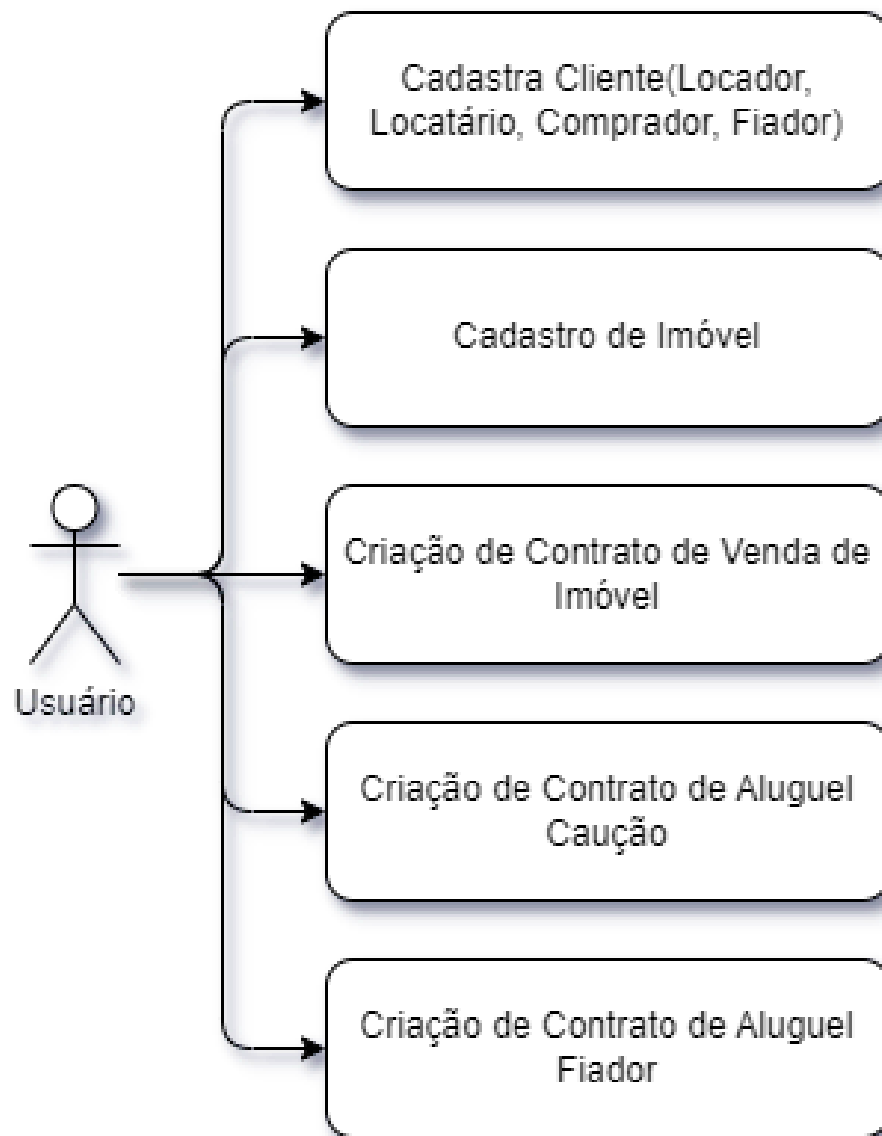 Cadastra Cliente(Locador,
Locatário, Comprador, Fiador)
Cadastro de Imóvel
Criação de Contrato de Venda de
Imóvel
Usuário
Criação de Contrato de Aluguel
Caução
Criação de Contrato de Aluguel
Fiador